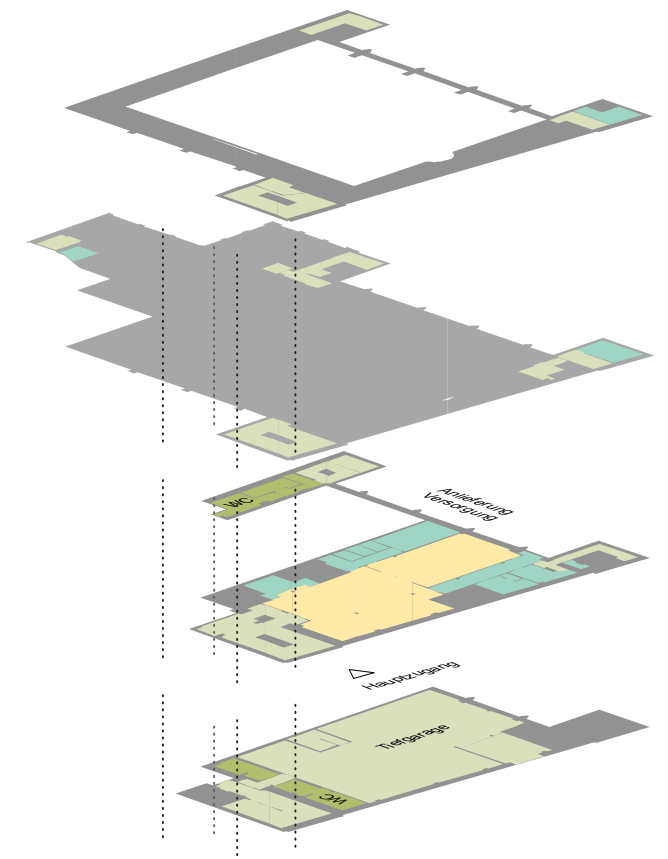 WC
Anlieferung
Versorgung
Hauptzugang
Tiefgarage
WC